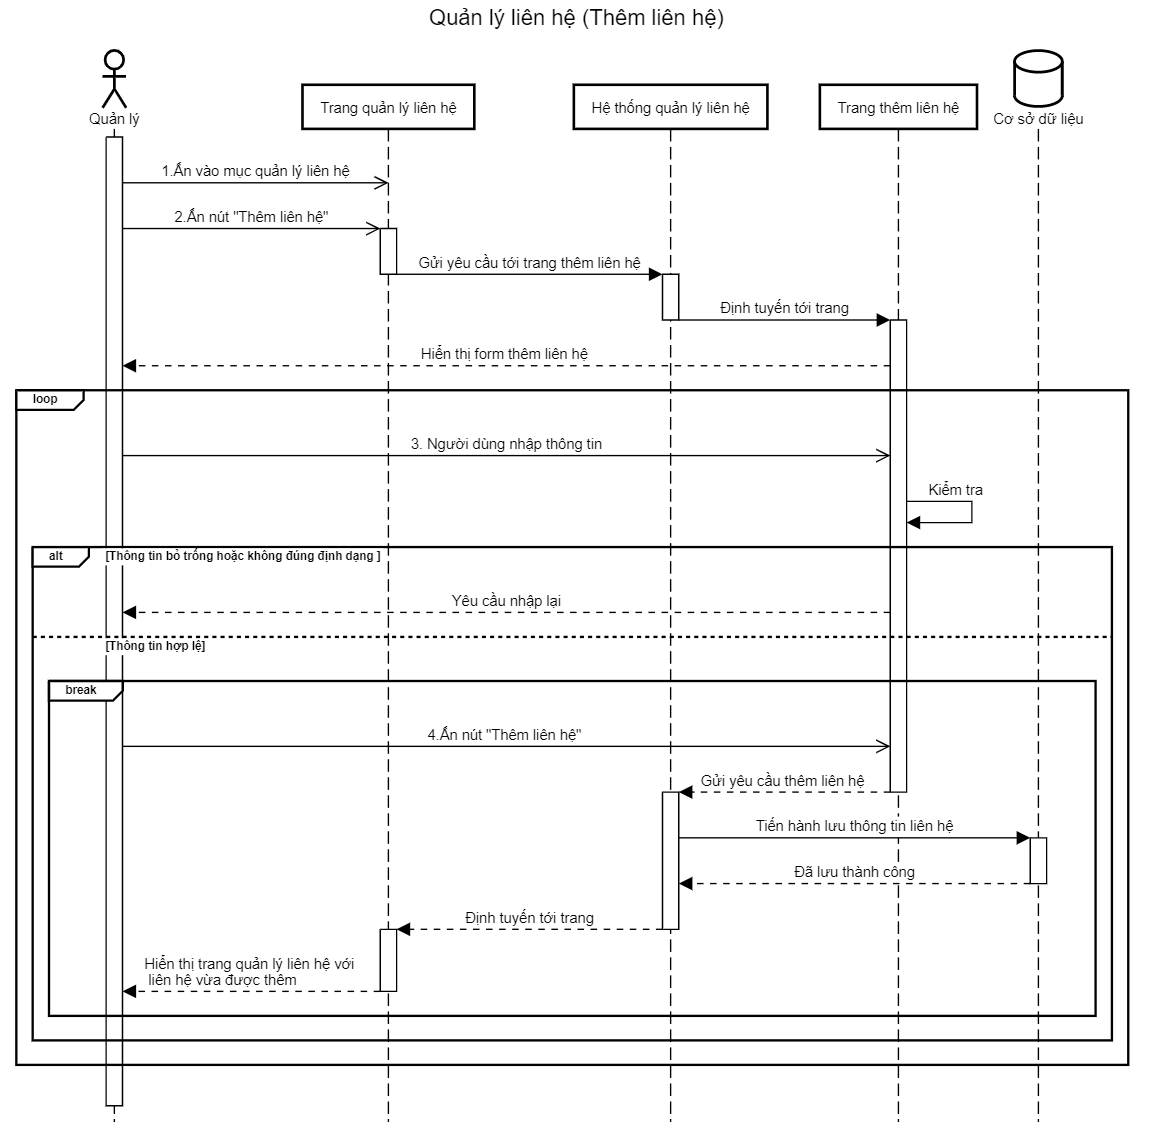 Quản lý liên hệ (Thêm liên hệ)
Quản lý
Trang quản lý liên hệ
Hệ thống quản lý liên hệ
Trang thêm liên hệ
Cơ sở dữ liệu
1.Ấn vào mục quản lý liên hệ
2.Ấn nút "Thêm liên hệ"
Gửi yêu cầu tới trang thêm liên hệ
Định tuyến tới trang
Hiển thị form thêm liên hệ
loop
3. Người dùng nhập thông tin
Kiểm tra
alt
[Thông tin bỏ trống hoặc không đúng định dạng ]
Yêu cầu nhập lại
[Thông tin hợp lệ]
break
4.Ấn nút "Thêm liên hệ"
Gửi yêu cầu thêm liên hệ
Tiến hành lưu thông tin liên hệ
Đã lưu thành công
Định tuyến tới trang
Hiển thị trang quản lý liên hệ với
liên hệ vừa được thêm